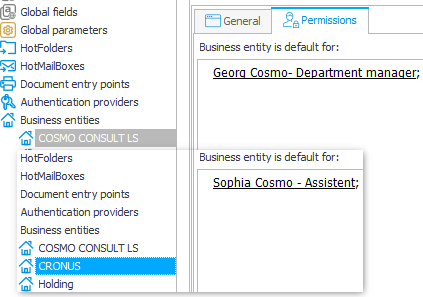 Global fields
Global parameters
HotFolders
HotMailBoxes
Document entry points
Authentication providers
Business entities
COSMO CONSULT LS
General
Permissions
Business entity is default for:
Georg Cosmo- Department manager;
HotFolders
HotMailBoxes
Document entry points
Authentication providers
Business entities
COSMO CONSULT LS
CRONUS
Holding
Business entity is default for:
Sophia Cosmo - Assistent;